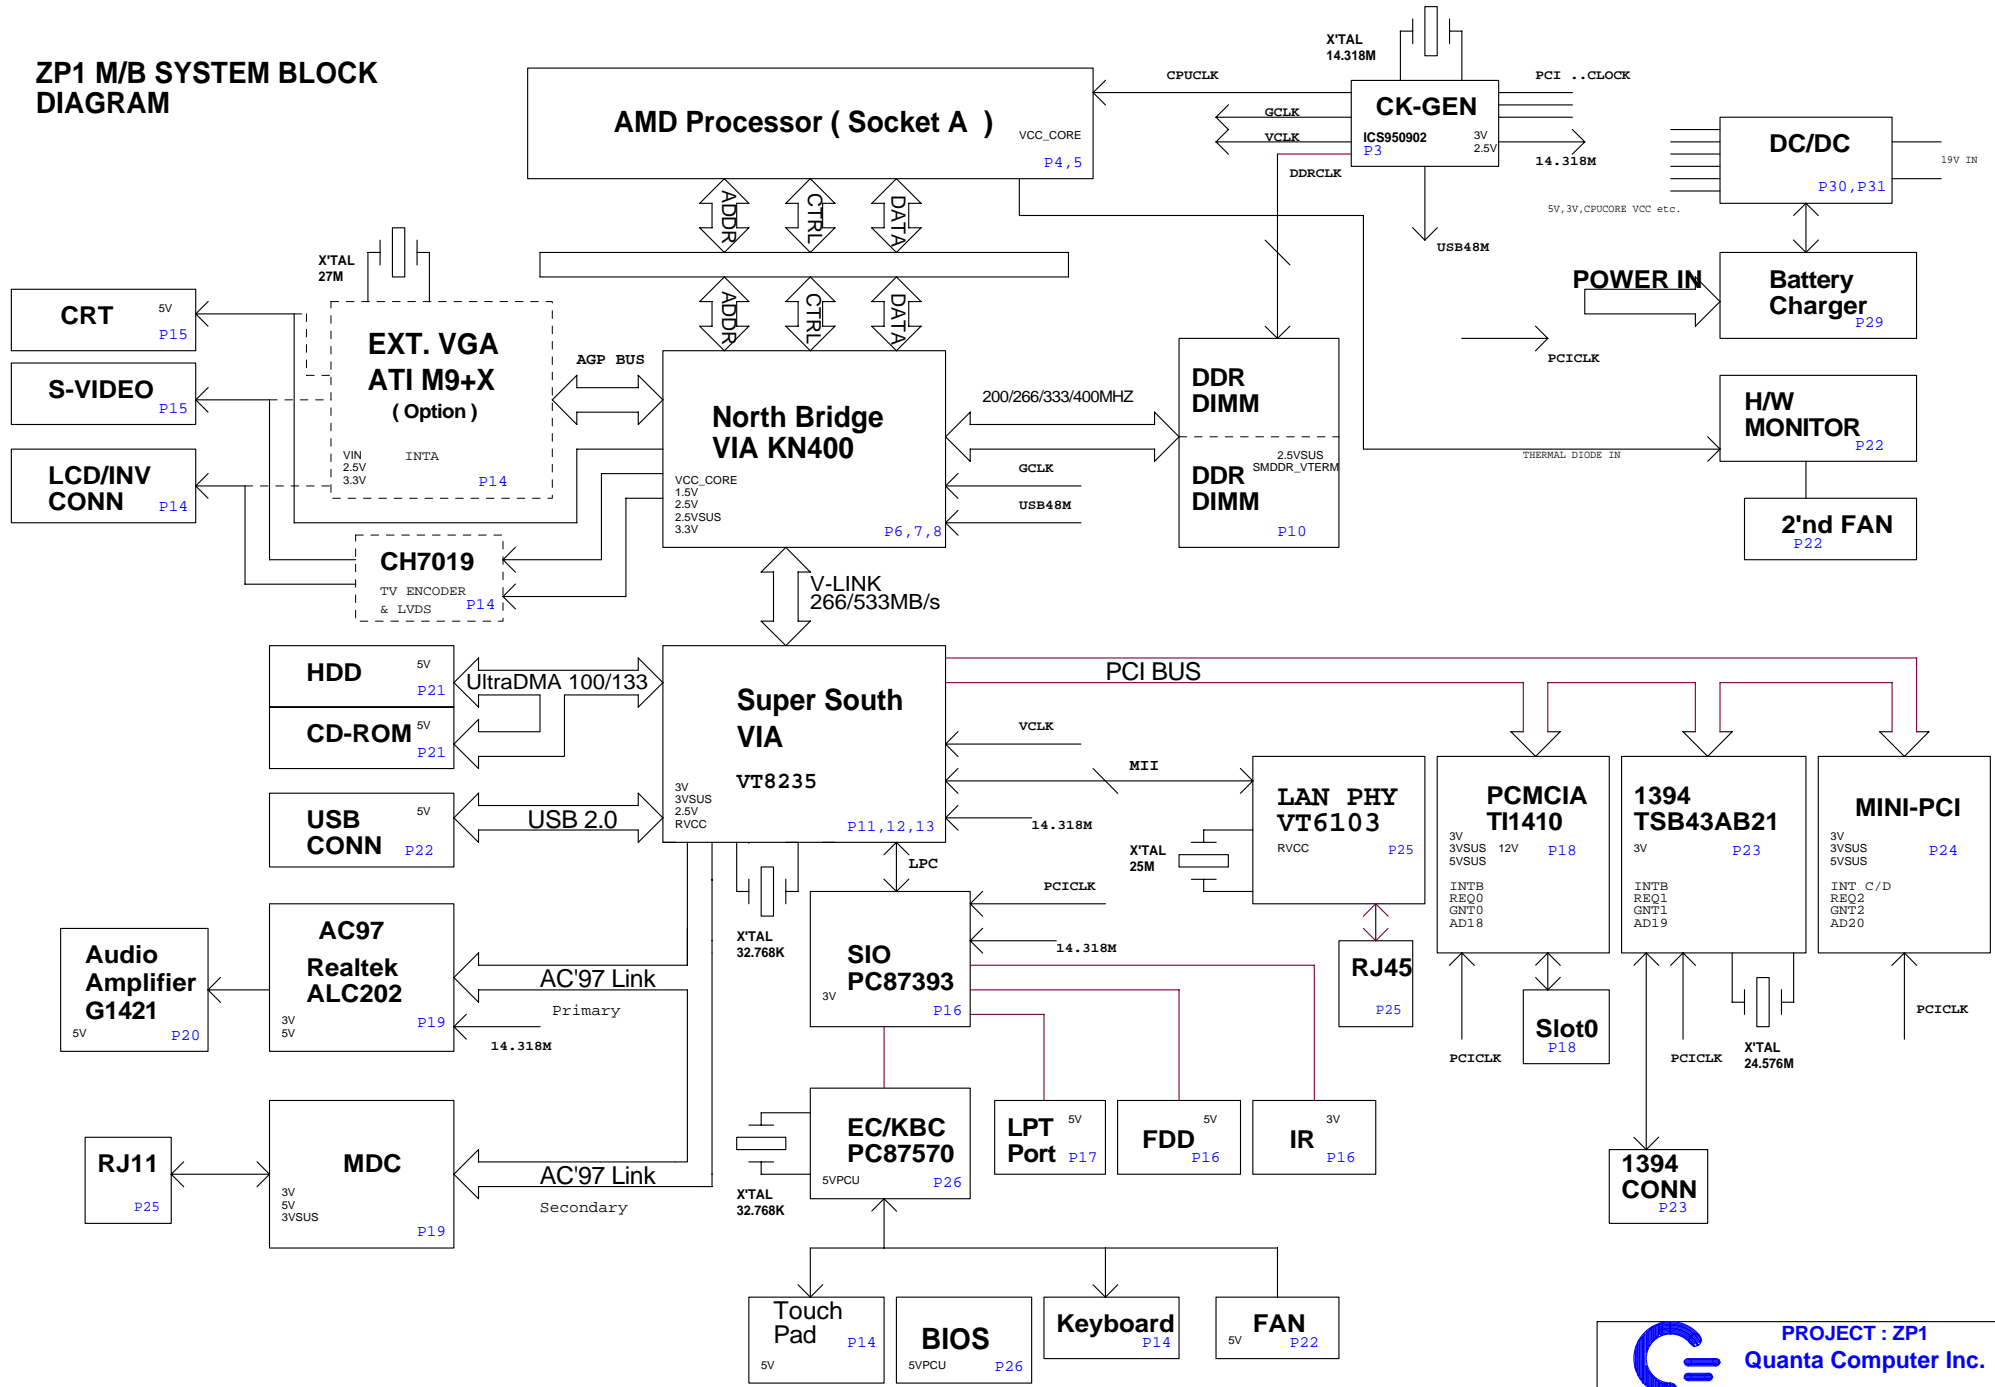 ZP1 M/B SYSTEM BLOCK
DIAGRAM
AMD Processor ( Socket A )
VCC_CORE
P4,5
CPUCLK
GCLK
VCLK
DDRCLK
X'TAL
14.318M
CK-GEN
ICS950902
P3
3V
2.5V
PCI ..CLOCK
14.318M
USB48M
DC/DC
P30,P31
19V IN
5V,3V,CPUCORE VCC etc.
POWER IN
Battery
Charger
P29
PCICLK
H/W
MONITOR
P22
THERMAL DIODE IN
2'nd FAN
P22
ADDR
CTRL
DATA
ADDR
CTRL
DATA
X'TAL
27M
CRT
5V
P15
S-VIDEO
P15
LCD/INV
CONN
P14
EXT. VGA
ATI M9+X
( Option )
VIN
2.5V
3.3V
INTA
P14
AGP BUS
North Bridge
VIA KN400
VCC_CORE
1.5V
2.5V
2.5VSUS
3.3V
P6,7,8
200/266/333/400MHZ
GCLK
USB48M
DDR
DIMM
2.5VSUS
SMDDR_VTERM
DDR
DIMM
P10
CH7019
TV ENCODER
& LVDS
P14
V-LINK
266/533MB/s
HDD
5V
P21
CD-ROM
5V
P21
UltraDMA 100/133
USB
CONN
5V
P22
USB 2.0
Super South
VIA
VT8235
3V
3VSUS
2.5V
RVCC
P11,12,13
PCI BUS
VCLK
MII
14.318M
LPC
X'TAL
32.768K
LAN PHY
VT6103
RVCC
P25
X'TAL
25M
RJ45
P25
PCMCIA
TI1410
3V
3VSUS
5VSUS
12V
P18
INTB
REQ0
GNT0
AD18
1394
TSB43AB21
3V
P23
INTB
REQ1
GNT1
AD19
MINI-PCI
3V
3VSUS
5VSUS
P24
INT C/D
REQ2
GNT2
AD20
PCICLK
Slot0
P18
PCICLK
X'TAL
24.576M
PCICLK
1394
CONN
P23
Audio
Amplifier
G1421
5V
P20
AC97
Realtek
ALC202
3V
5V
P19
AC'97 Link
Primary
14.318M
SIO
PC87393
3V
P16
PCICLK
14.318M
RJ11
P25
MDC
3V
5V
3VSUS
P19
AC'97 Link
Secondary
X'TAL
32.768K
EC/KBC
PC87570
5VPCU
P26
LPT
Port
5V
P17
FDD
5V
P16
IR
3V
P16
Touch
Pad
5V
P14
BIOS
5VPCU
P26
Keyboard
P14
FAN
5V
P22
PROJECT : ZP1
Quanta Computer Inc.